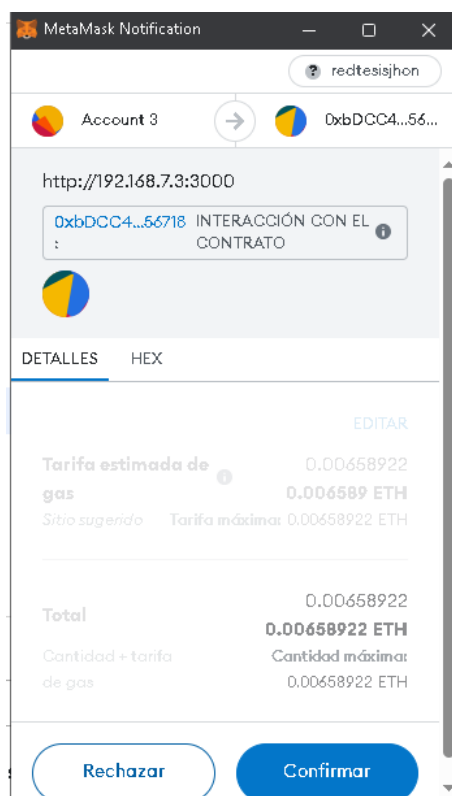 MetaMask Notification
? redtesisjhon
Account 3
0xbDCC4...56...
http://192.168.7.3:3000
0xbDCC4...56718 INTERACCIÓN CON EL
: CONTRATO
DETALLES HEX
EDITAR
Tarifa estimada de 0.00658922
gas 0.006589 ETH
Sitio sugerido Tarifa máxima: 0.00658922 ETH
0.00658922
Total
0.00658922 ETH
Cantidad + tarifa Cantidad máxima:
de gas 0.00658922 ETH
Rechazar Confirmar